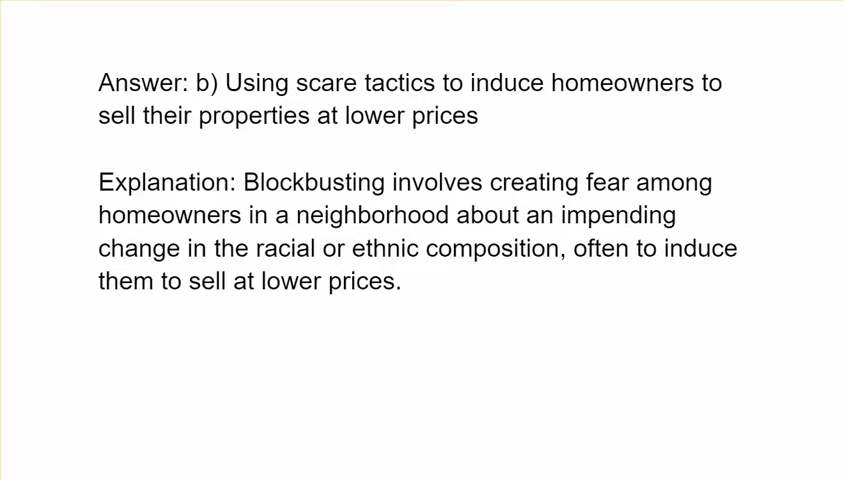 Answer: b) Using scare tactics to induce homeowners to
sell their properties at lower prices
Explanation: Blockbusting involves creating fear among
homeowners in a neighborhood about an impending
change in the racial or ethnic composition, often to induce
them to sell at lower prices.